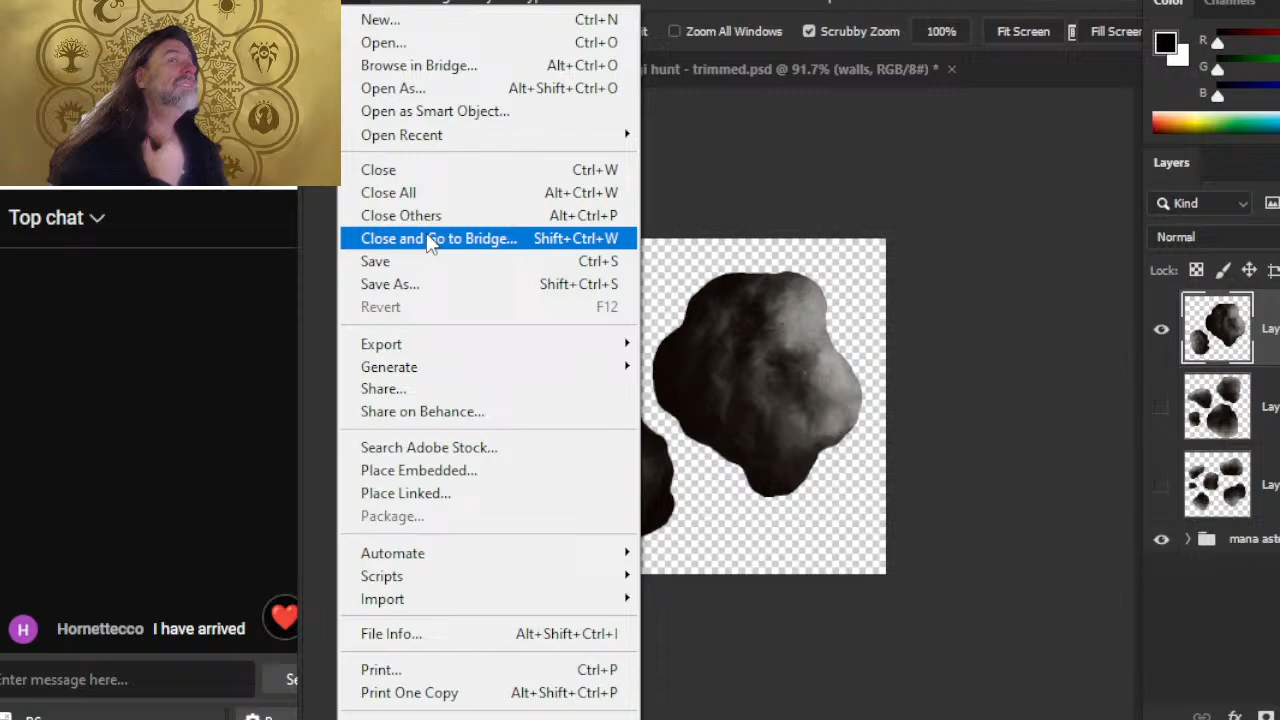 New... Ctrl+N
Open... Ctrl+O
Browse in Bridge... Alt+Ctrl+O
Open As... Alt+Shift+Ctrl+O
Open as Smart Object...
Open Recent
Close Ctrl+W
Close All Alt+Ctrl+W
Close Others Alt+Ctrl+P
Close and Go to Bridge... Shift+Ctrl+W
Save Ctrl+S
Save As... Shift+Ctrl+S
Revert F12
Export
Generate
Share...
Share on Behance...
Search Adobe Stock...
Place Embedded...
Place Linked...
Package...
Automate
Scripts
Import
File Info... Alt+Shift+Ctrl+I
Print... Ctrl+P
Print One Copy Alt+Shift+Ctrl+P
Zoom All Windows Scrubby Zoom 100% Fit Screen Fill Screen
hunt - trimmed.psd @ 91.7% (walls, RGB/8#) *
Color Channels
R
G
B
Layers
Kind
Normal
Lock:
Lay
Lay
Lay
mana ast
Top chat
H Hornettecco I have arrived
Enter message here...
Se